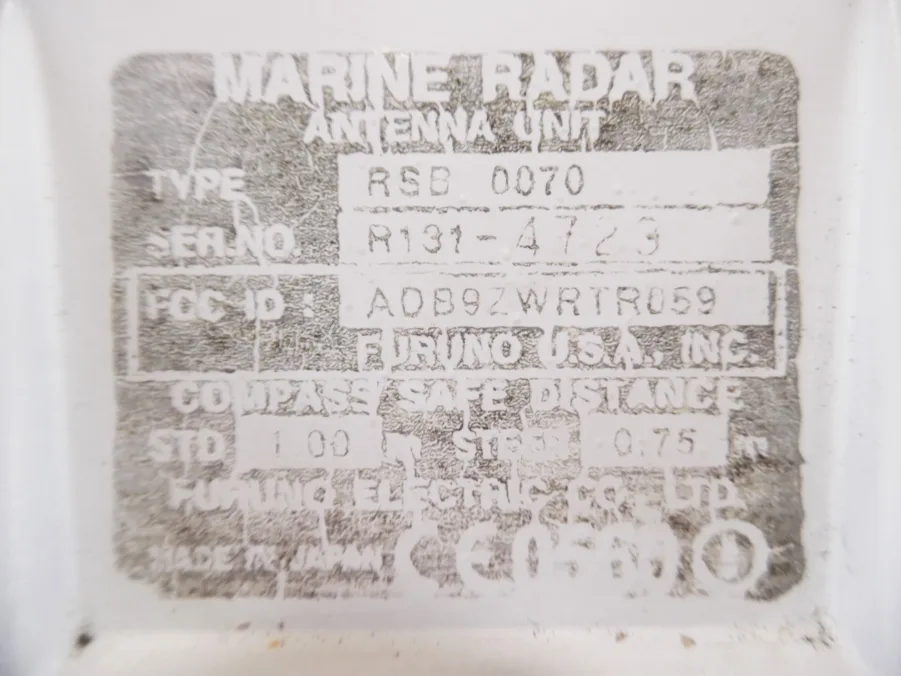 MARINE RADAR
ANTENNA UNIT
TYPE RSB 0070
SER.NO. R131-4723
FCC ID : ADB9ZWRTR059
FURUNO U.S.A., INC.
COMPASS SAFE DISTANCE
STD 1.00 m STEER 0.75 m
FURUNO ELECTRIC CO., LTD.
MADE IN JAPAN CE0560